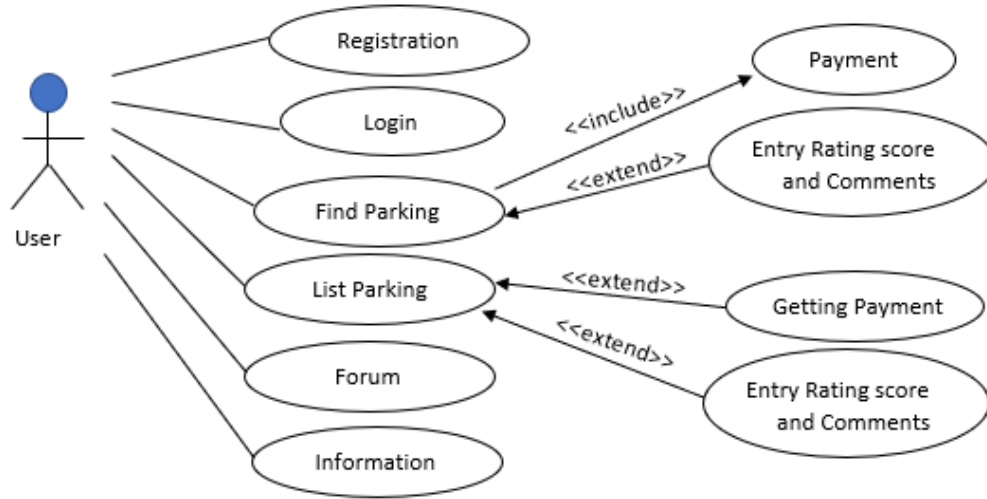 Registration
Payment
Login
<<include>>
Entry Rating score
and Comments
<<extend>>
Find Parking
User
List Parking
<<extend>>
Getting Payment
<<extend>>
Forum
Entry Rating score
and Comments
Information